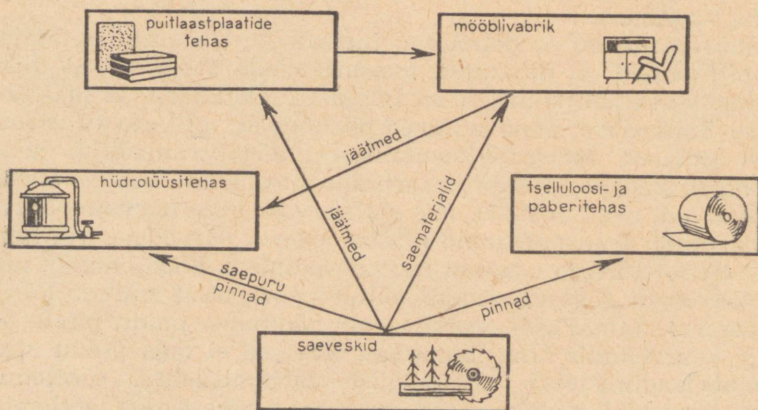 puitlaastplaatide
tehas
mööblivabrik
jäätmed
hüdrolüüsitehas
tselluloosi- ja
paberitehas
jäätmed
saematerjalid
saepuru
pinnad
pinnad
saeveskid